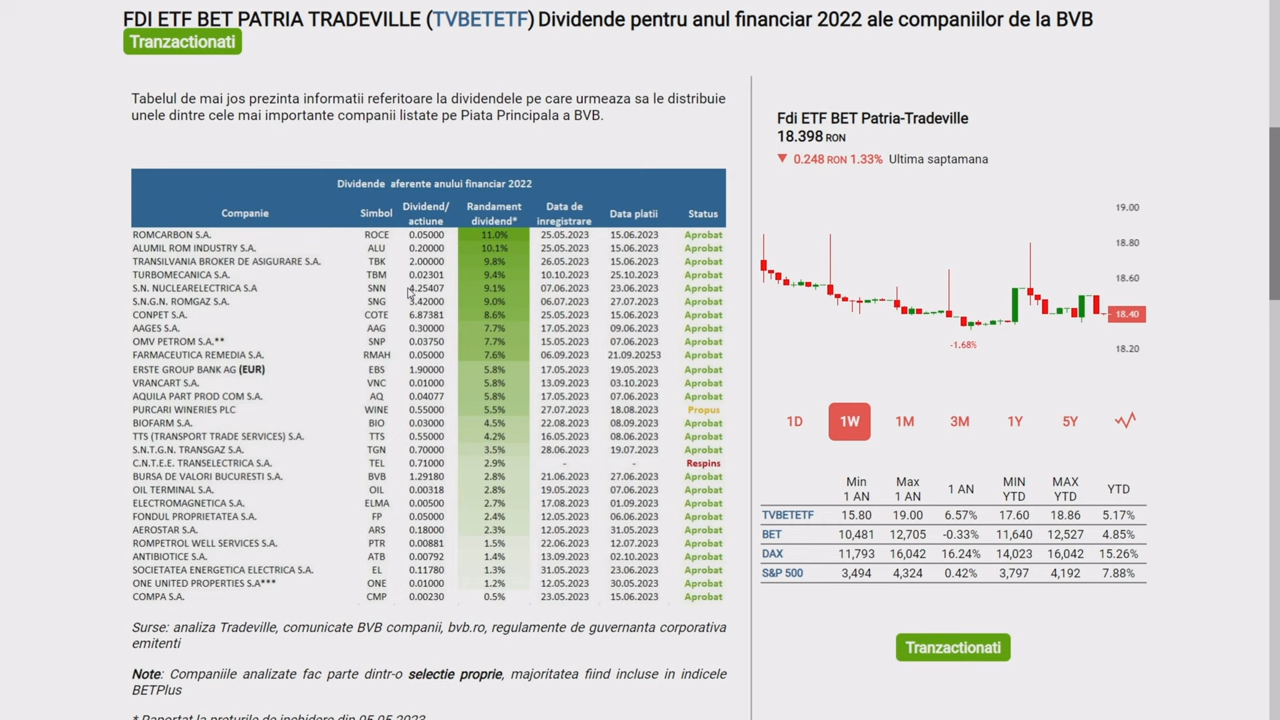 FDI ETF BET PATRIA TRADEVILLE (TVBETETF) Dividende pentru anul financiar 2022 ale companiilor de la BVB
Tranzactionati
Tabelul de mai jos prezinta informatii referitoare la dividendele pe care urmeaza sa le distribuie
unele dintre cele mai importante companii listate pe Piata Principala a BVB.
Dividende aferente anului financiar 2022
Companie Simbol Dividend/ actiune Randament dividend* Data de inregistrare Data platii Status
ROMCARBON S.A. ROCE 0.05000 11.0% 25.05.2023 15.06.2023 Aprobat
ALUMIL ROM INDUSTRY S.A. ALU 0.20000 10.1% 25.05.2023 15.06.2023 Aprobat
TRANSILVANIA BROKER DE ASIGURARE S.A. TBK 2.00000 9.8% 26.05.2023 15.06.2023 Aprobat
TURBOMECANICA S.A. TBM 0.02301 9.4% 10.10.2023 25.10.2023 Aprobat
S.N. NUCLEARELECTRICA S.A SNN 4.25407 9.1% 07.06.2023 23.06.2023 Aprobat
S.N.G.N. ROMGAZ S.A. SNG 3.42000 9.0% 06.07.2023 27.07.2023 Aprobat
CONPET S.A. COTE 6.87381 8.6% 25.05.2023 15.06.2023 Aprobat
AAGES S.A. AAG 0.30000 7.7% 17.05.2023 09.06.2023 Aprobat
OMV PETROM S.A.** SNP 0.03750 7.7% 15.05.2023 07.06.2023 Aprobat
FARMACEUTICA REMEDIA S.A. RMAH 0.05000 7.6% 06.09.2023 21.09.20253 Aprobat
ERSTE GROUP BANK AG (EUR) EBS 1.90000 5.8% 17.05.2023 19.05.2023 Aprobat
VRANCART S.A. VNC 0.01000 5.8% 13.09.2023 03.10.2023 Aprobat
AQUILA PART PROD COM S.A. AQ 0.04077 5.8% 17.05.2023 07.06.2023 Aprobat
PURCARI WINERIES PLC WINE 0.55000 5.5% 27.07.2023 18.08.2023 Propus
BIOFARM S.A. BIO 0.03000 4.5% 22.08.2023 08.09.2023 Aprobat
TTS (TRANSPORT TRADE SERVICES) S.A. TTS 0.55000 4.2% 16.05.2023 08.06.2023 Aprobat
S.N.T.G.N. TRANSGAZ S.A. TGN 0.70000 3.5% 28.06.2023 19.07.2023 Aprobat
C.N.T.E.E. TRANSELECTRICA S.A. TEL 0.71000 2.9% - - Respins
BURSA DE VALORI BUCURESTI S.A. BVB 1.29180 2.8% 21.06.2023 27.06.2023 Aprobat
OIL TERMINAL S.A. OIL 0.00318 2.8% 19.05.2023 07.06.2023 Aprobat
ELECTROMAGNETICA S.A. ELMA 0.00500 2.7% 17.08.2023 01.09.2023 Aprobat
FONDUL PROPRIETATEA S.A. FP 0.05000 2.4% 12.05.2023 06.06.2023 Aprobat
AEROSTAR S.A. ARS 0.18000 2.3% 12.05.2023 31.05.2023 Aprobat
ROMPETROL WELL SERVICES S.A. PTR 0.00881 1.5% 22.06.2023 12.07.2023 Aprobat
ANTIBIOTICE S.A. ATB 0.00792 1.4% 13.09.2023 02.10.2023 Aprobat
SOCIETATEA ENERGETICA ELECTRICA S.A. EL 0.11780 1.3% 31.05.2023 23.06.2023 Aprobat
ONE UNITED PROPERTIES S.A*** ONE 0.01000 1.2% 12.05.2023 30.05.2023 Aprobat
COMPA S.A. CMP 0.00230 0.5% 23.05.2023 15.06.2023 Aprobat
Surse: analiza Tradeville, comunicate BVB companii, bvb.ro, regulamente de guvernanta corporativa
emitenti
Note: Companiile analizate fac parte dintr-o selectie proprie, majoritatea fiind incluse in indicele
BETPlus
* Raportat la preturile de inchidere din 05.05.2023
Fdi ETF BET Patria-Tradeville
18.398 RON
▼ 0.248 RON 1.33% Ultima saptamana
19.00
18.80
18.60
18.40
18.20
-1.68%
1D 1W 1M 3M 1Y 5Y
Min 1 AN Max 1 AN 1 AN MIN YTD MAX YTD YTD
TVBETETF 15.80 19.00 6.57% 17.60 18.86 5.17%
BET 10,481 12,705 -0.33% 11,640 12,527 4.85%
DAX 11,793 16,042 16.24% 14,023 16,042 15.26%
S&P 500 3,494 4,324 0.42% 3,797 4,192 7.88%
Tranzactionati